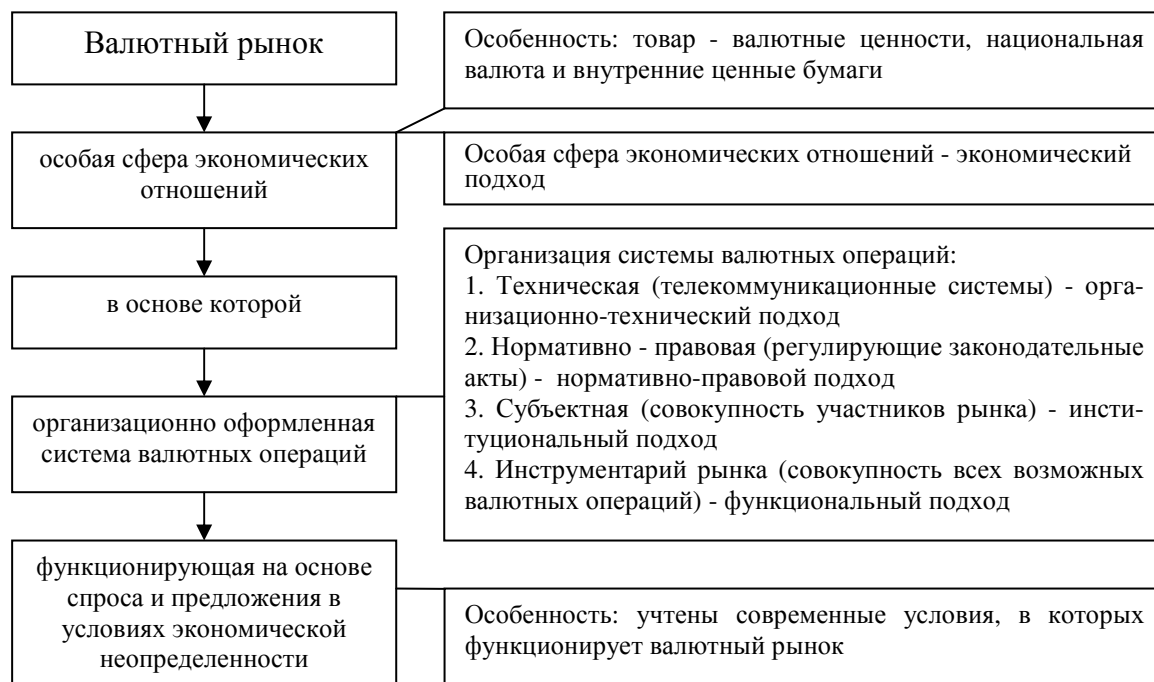 Валютный рынок
Особенность: товар - валютные ценности, национальная
валюта и внутренние ценные бумаги
особая сфера экономических
отношений
Особая сфера экономических отношений - экономический
подход
в основе которой
Организация системы валютных операций:
1. Техническая (телекоммуникационные системы) - орга-
низационно-технический подход
2. Нормативно - правовая (регулирующие законодательные
акты) - нормативно-правовой подход
3. Субъектная (совокупность участников рынка) - инсти-
туциональный подход
4. Инструментарий рынка (совокупность всех возможных
валютных операций) - функциональный подход
организационно оформленная
система валютных операций
функционирующая на основе
спроса и предложения в
условиях экономической
неопределенности
Особенность: учтены современные условия, в которых
функционирует валютный рынок